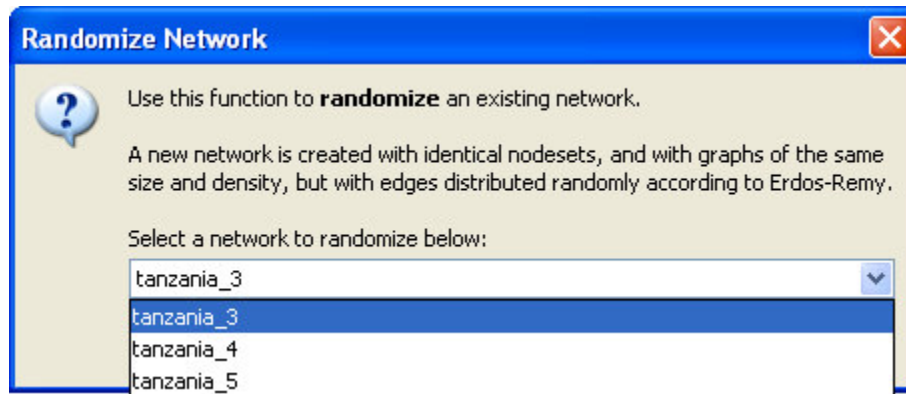 Randomize Network
Use this function to randomize an existing network.
A new network is created with identical nodesets, and with graphs of the same
size and density, but with edges distributed randomly according to Erdos-Remy.
Select a network to randomize below:
tanzania_3
tanzania_3
tanzania_4
tanzania_5